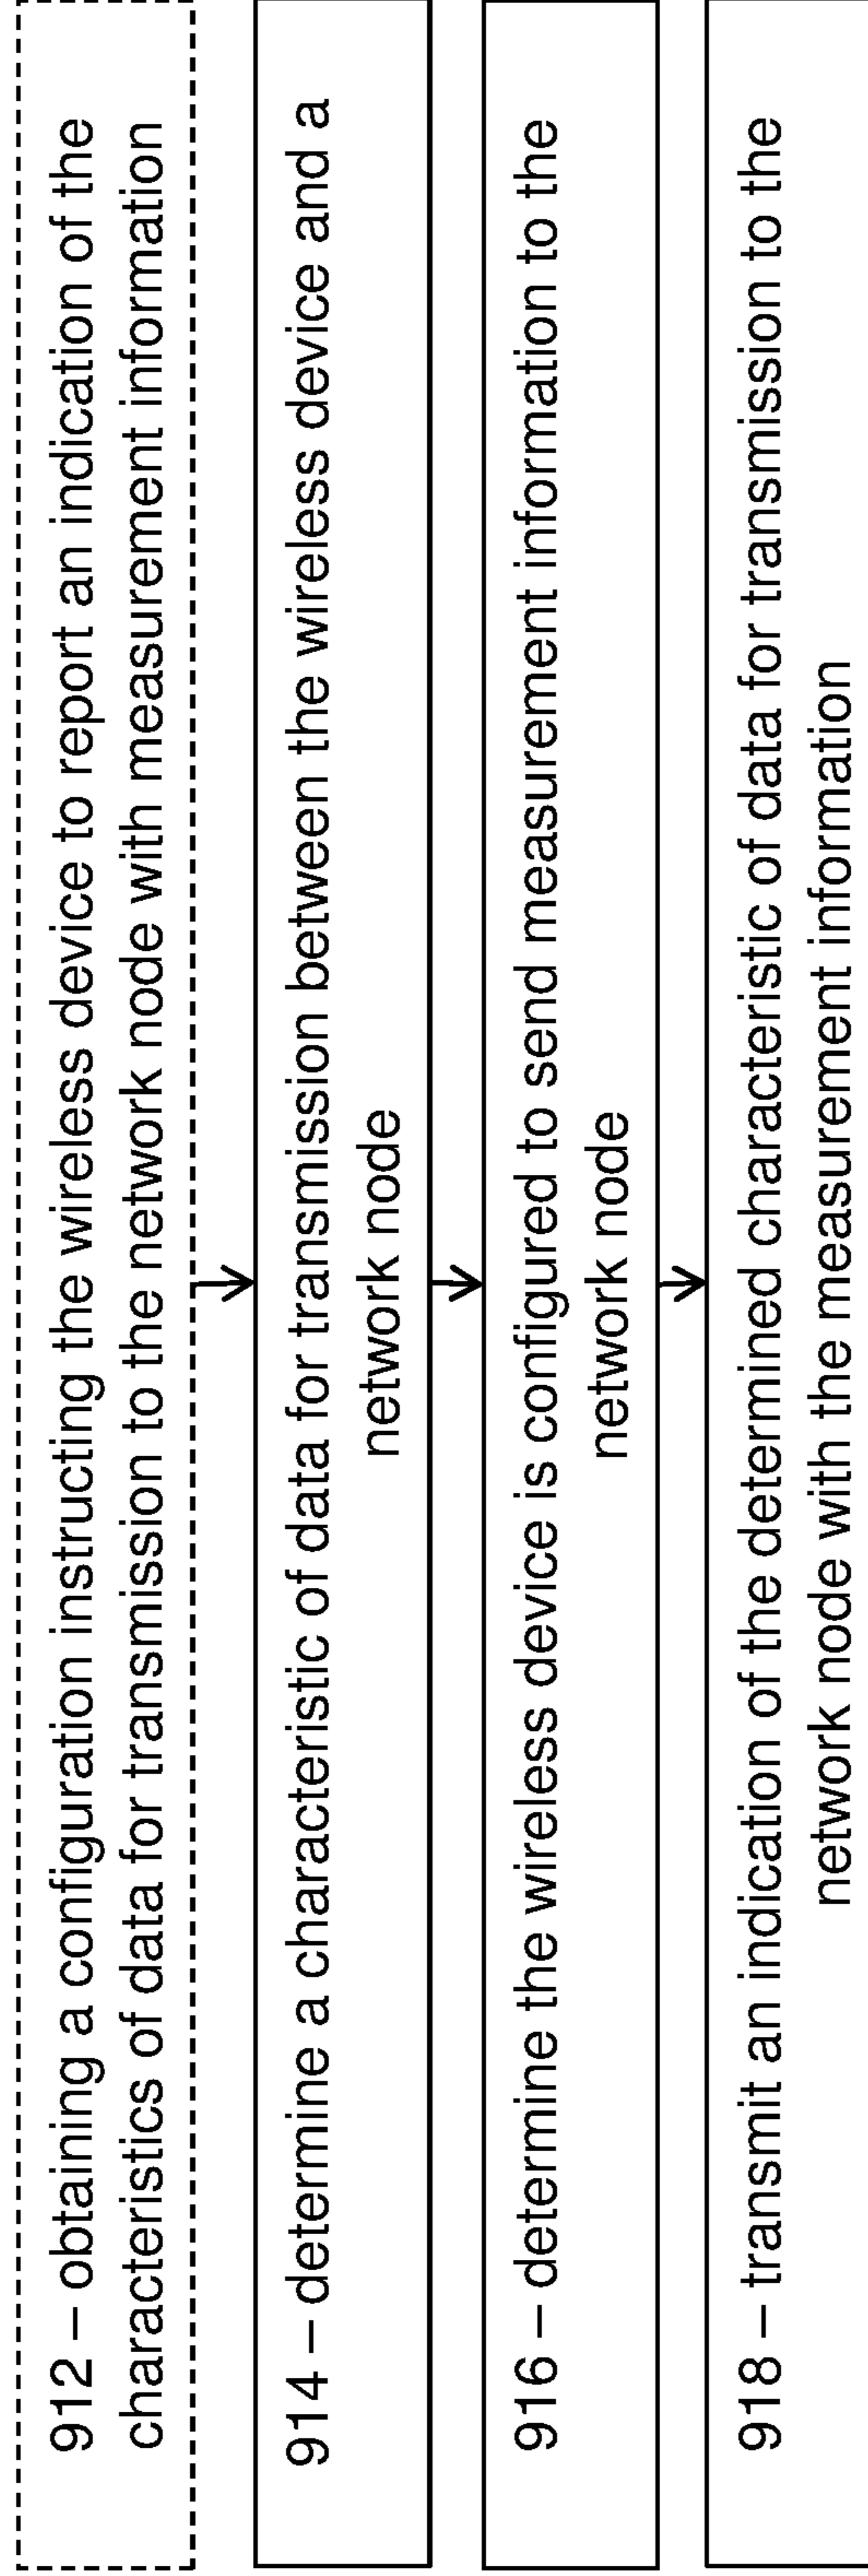 912 – obtaining a configuration instructing the wireless device to report an indication of the
characteristics of data for transmission to the network node with measurement information
914 – determine a characteristic of data for transmission between the wireless device and a
network node
916 – determine the wireless device is configured to send measurement information to the
network node
918 – transmit an indication of the determined characteristic of data for transmission to the
network node with the measurement information